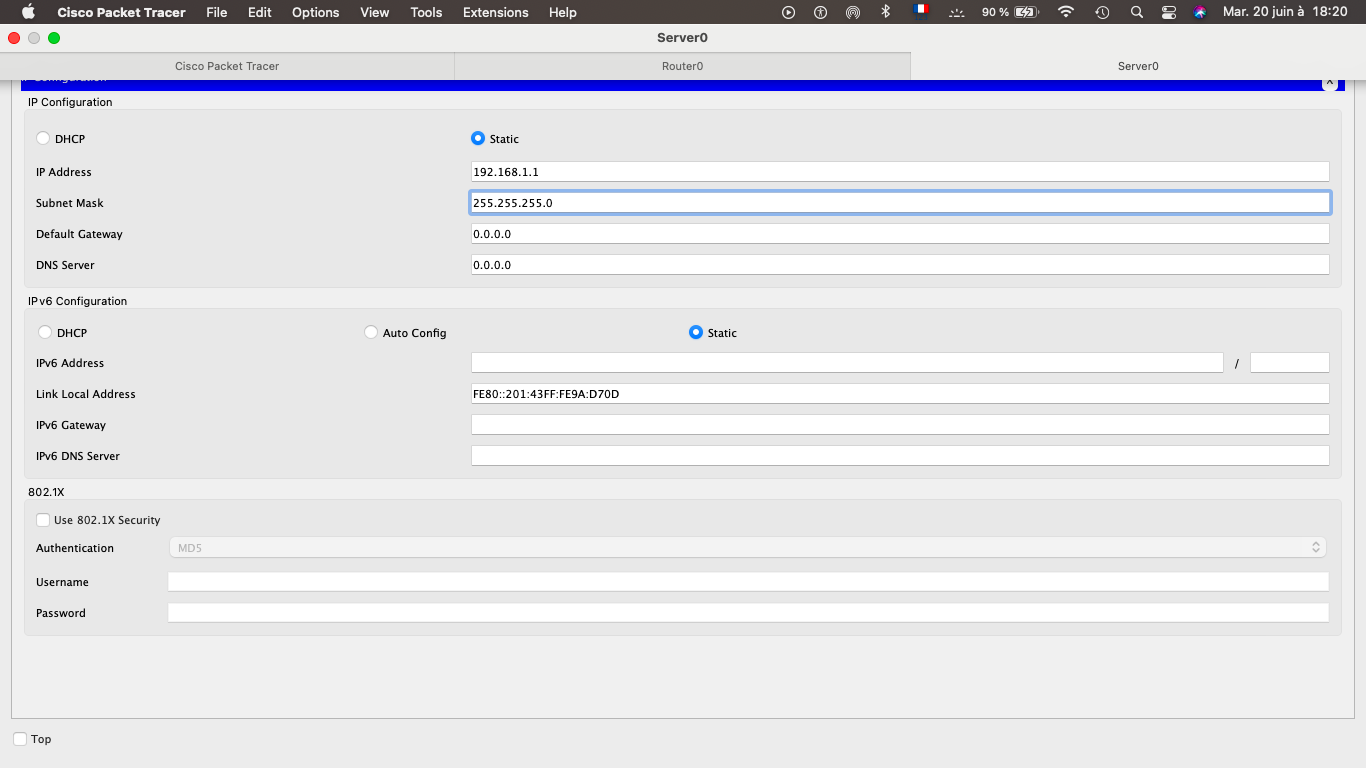 Cisco Packet Tracer File Edit Options View Tools Extensions Help 90 % Mar. 20 juin à 18:20
Server0
Cisco Packet Tracer Router0 Server0
IP Configuration X
IP Configuration
DHCP Static
IP Address 192.168.1.1
Subnet Mask 255.255.255.0
Default Gateway 0.0.0.0
DNS Server 0.0.0.0
IPv6 Configuration
DHCP Auto Config Static
IPv6 Address /
Link Local Address FE80::201:43FF:FE9A:D70D
IPv6 Gateway
IPv6 DNS Server
802.1X
Use 802.1X Security
Authentication MD5
Username
Password
Top